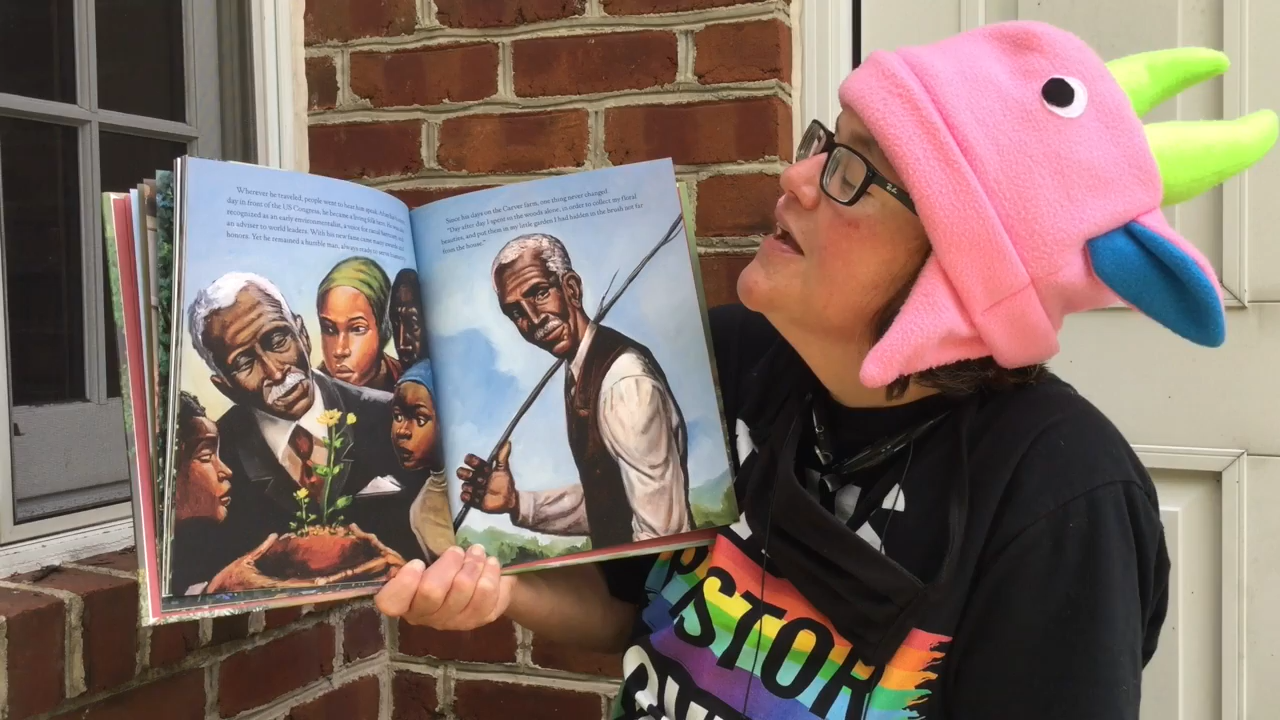 Wherever he traveled, people went to hear him speak. After his
day in front of the US Congress, he became a living folk hero. He was
recognized as an early environmentalist, a voice for racial harmony, and
an adviser to world leaders. With his new fame came many awards and
honors. Yet he remained a humble man, always ready to serve
Since his days on the Carver farm, one thing never changed.
"Day after day I spent in the woods alone, in order to collect my floral
beauties, and put them in my little garden I had hidden in the brush not far
from the house."